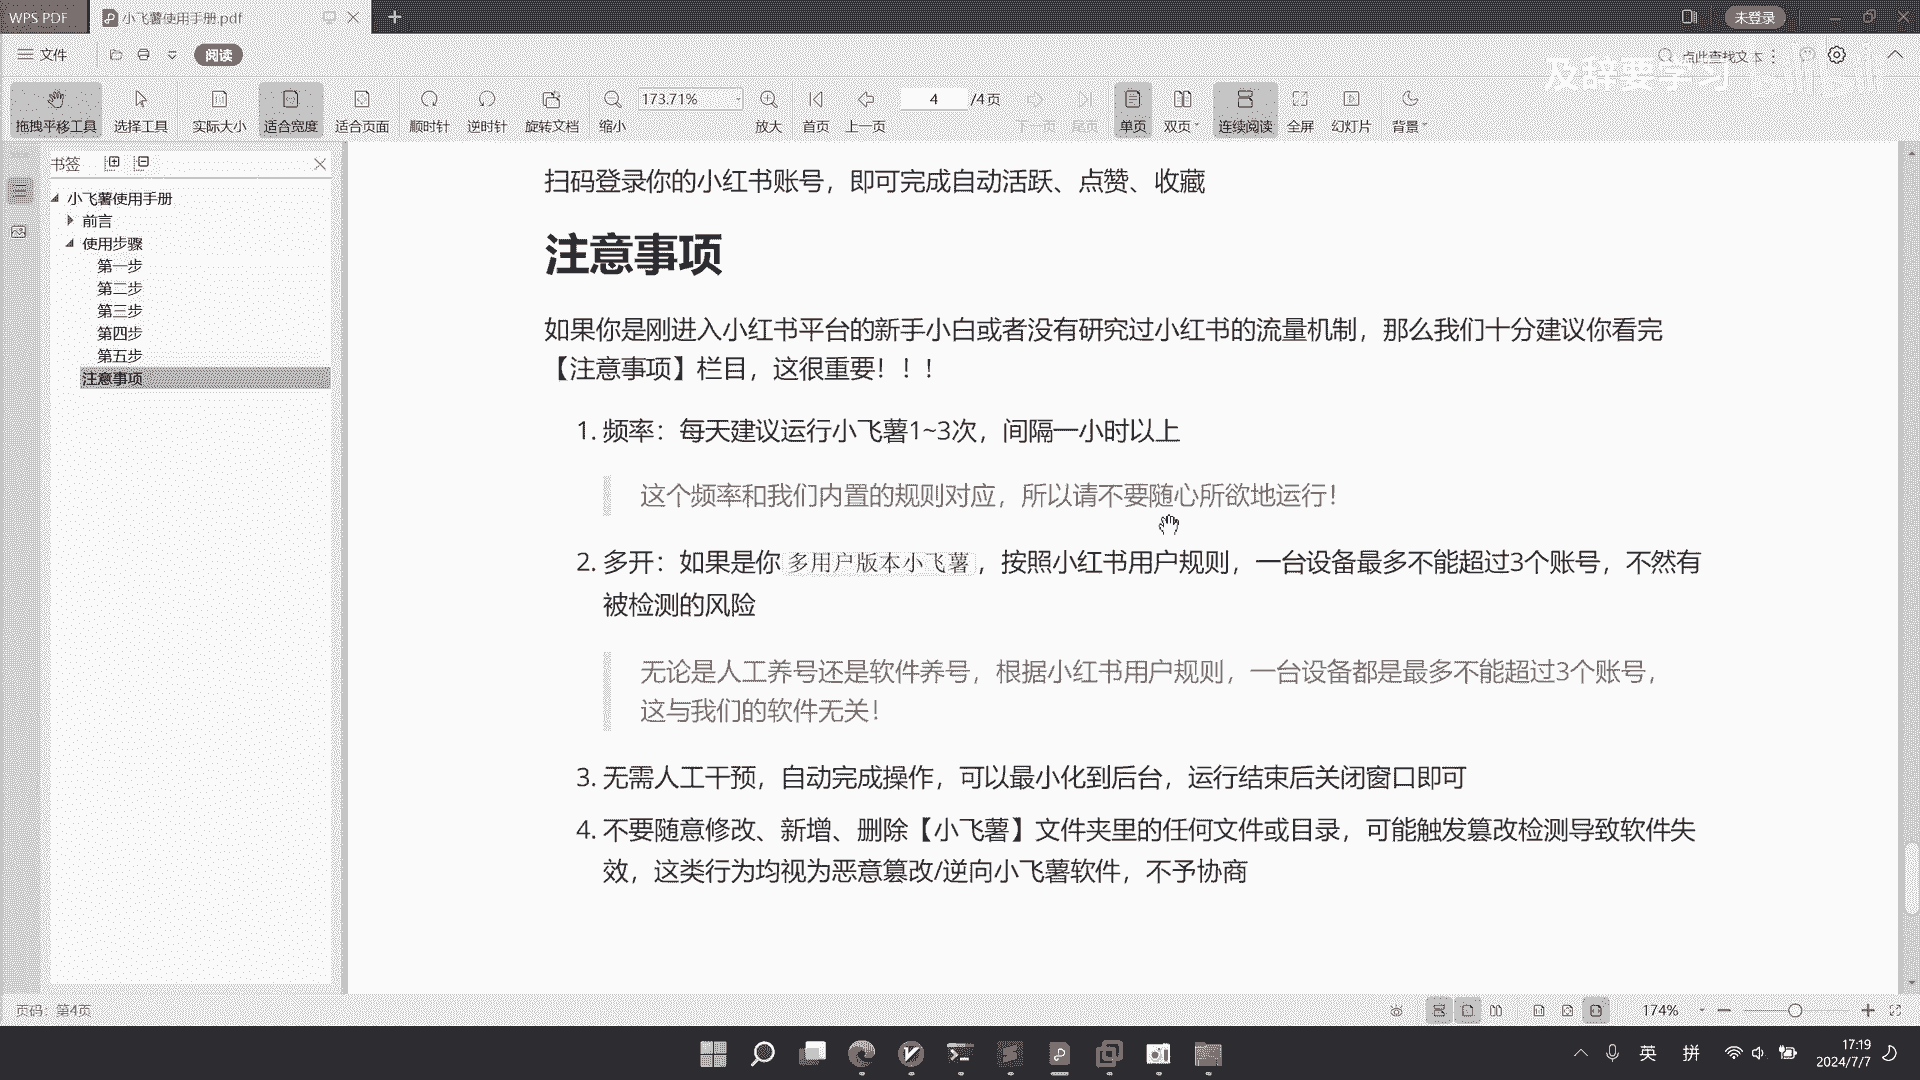 WPS PDF
小飞薯使用手册.pdf
未登录
文件
阅读
点此查找文本
及辞要学习
拖拽平移工具
选择工具
实际大小
适合宽度
适合页面
顺时针
逆时针
旋转文档
173.71%
缩小
放大
首页
上一页
4 /4页
下一页
尾页
单页
双页
连续阅读
全屏
幻灯片
背景
书签
小飞薯使用手册
前言
使用步骤
第一步
第二步
第三步
第四步
第五步
注意事项
扫码登录你的小红书账号，即可完成自动活跃、点赞、收藏
注意事项
如果你是刚进入小红书平台的新手小白或者没有研究过小红书的流量机制，那么我们十分建议你看完
【注意事项】栏目，这很重要！！！
1. 频率：每天建议运行小飞薯1~3次，间隔一小时以上
这个频率和我们内置的规则对应，所以请不要随心所欲地运行！
2. 多开：如果是你 多用户版本小飞薯 ，按照小红书用户规则，一台设备最多不能超过3个账号，不然有
被检测的风险
无论是人工养号还是软件养号，根据小红书用户规则，一台设备都是最多不能超过3个账号，
这与我们的软件无关！
3. 无需人工干预，自动完成操作，可以最小化到后台，运行结束后关闭窗口即可
4. 不要随意修改、新增、删除【小飞薯】文件夹里的任何文件或目录，可能触发篡改检测导致软件失
效，这类行为均视为恶意篡改/逆向小飞薯软件，不予协商
页码：第4页
174%
英
拼
17:19
2024/7/7